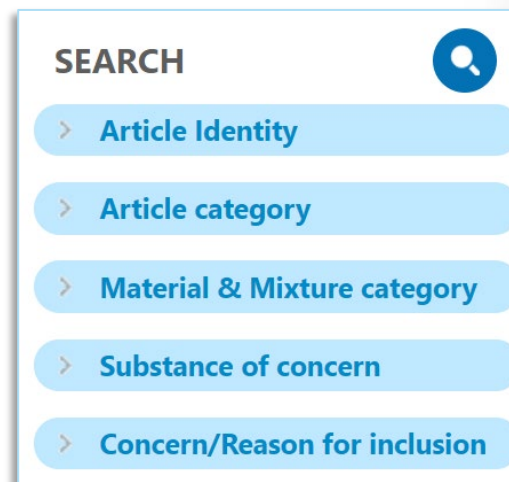 SEARCH
Article Identity
Article category
Material & Mixture category
Substance of concern
Concern/Reason for inclusion